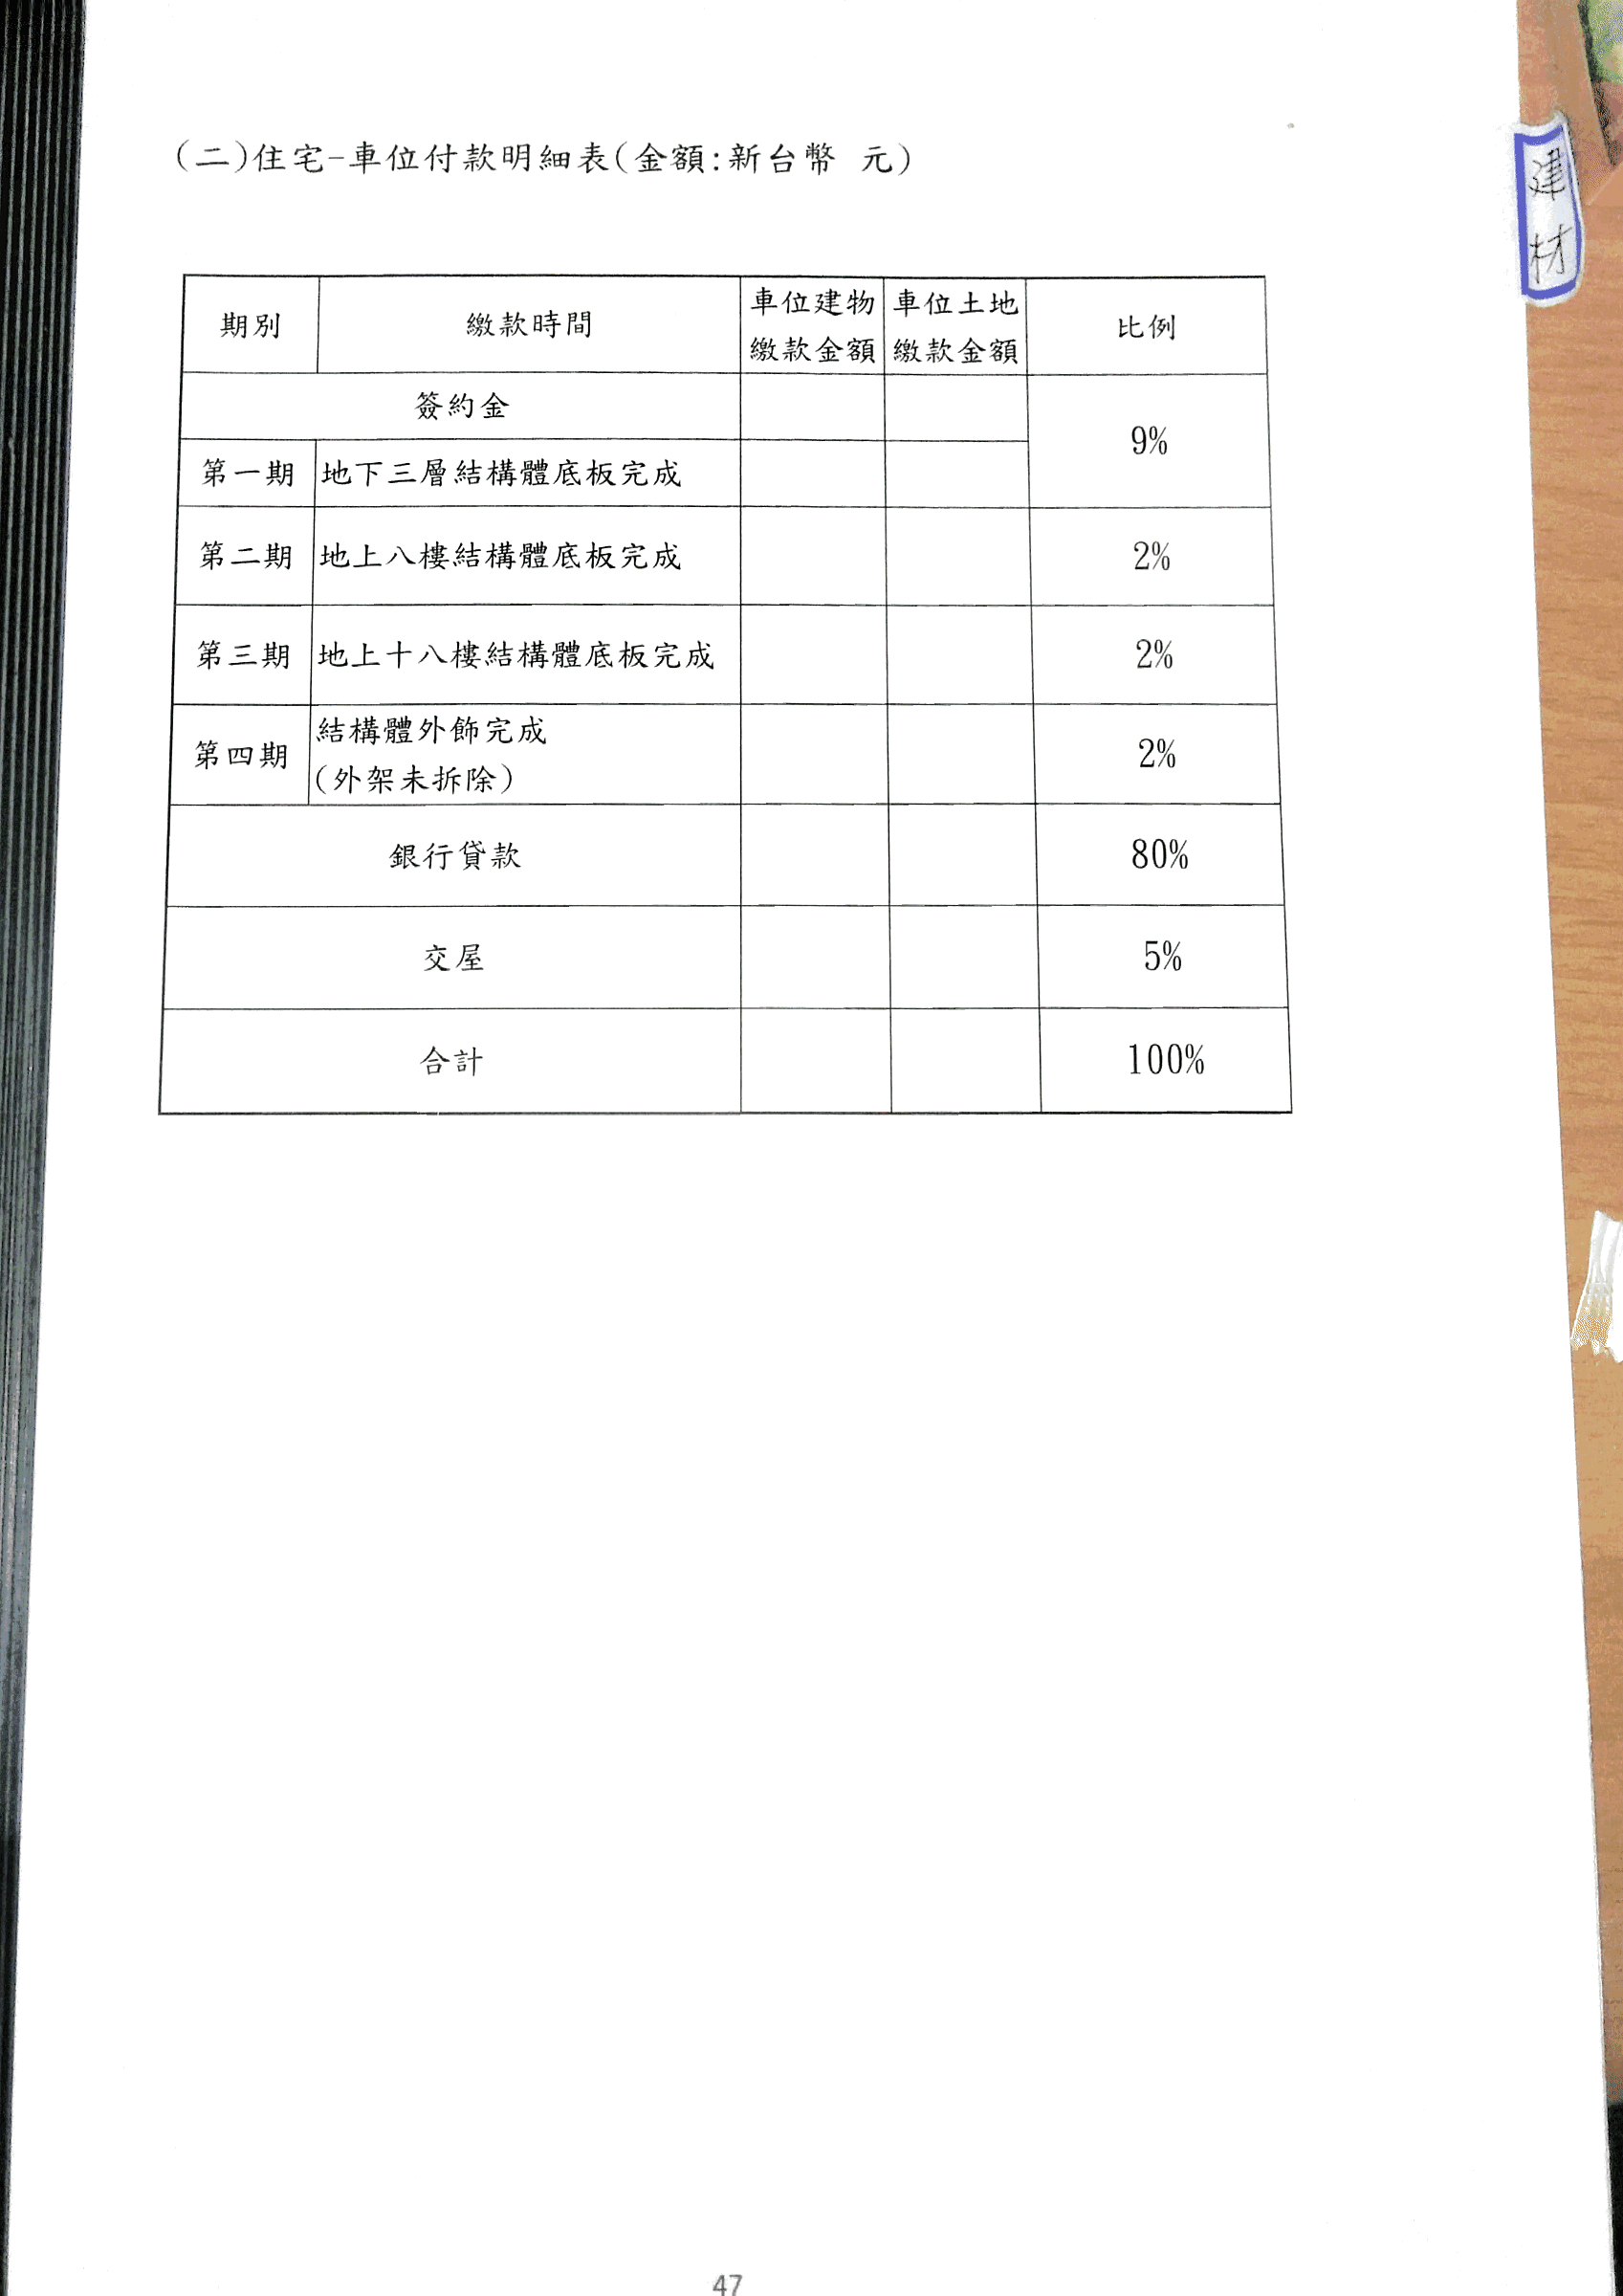 (二)住宅-車位付款明細表(金額:新台幣 元)
建材
期別 繳款時間 車位建物繳款金額 車位土地繳款金額 比例
簽約金 9%
第一期 地下三層結構體底板完成
第二期 地上八樓結構體底板完成 2%
第三期 地上十八樓結構體底板完成 2%
第四期 結構體外飾完成 2%
(外架未拆除)
銀行貸款 80%
交屋 5%
合計 100%
47